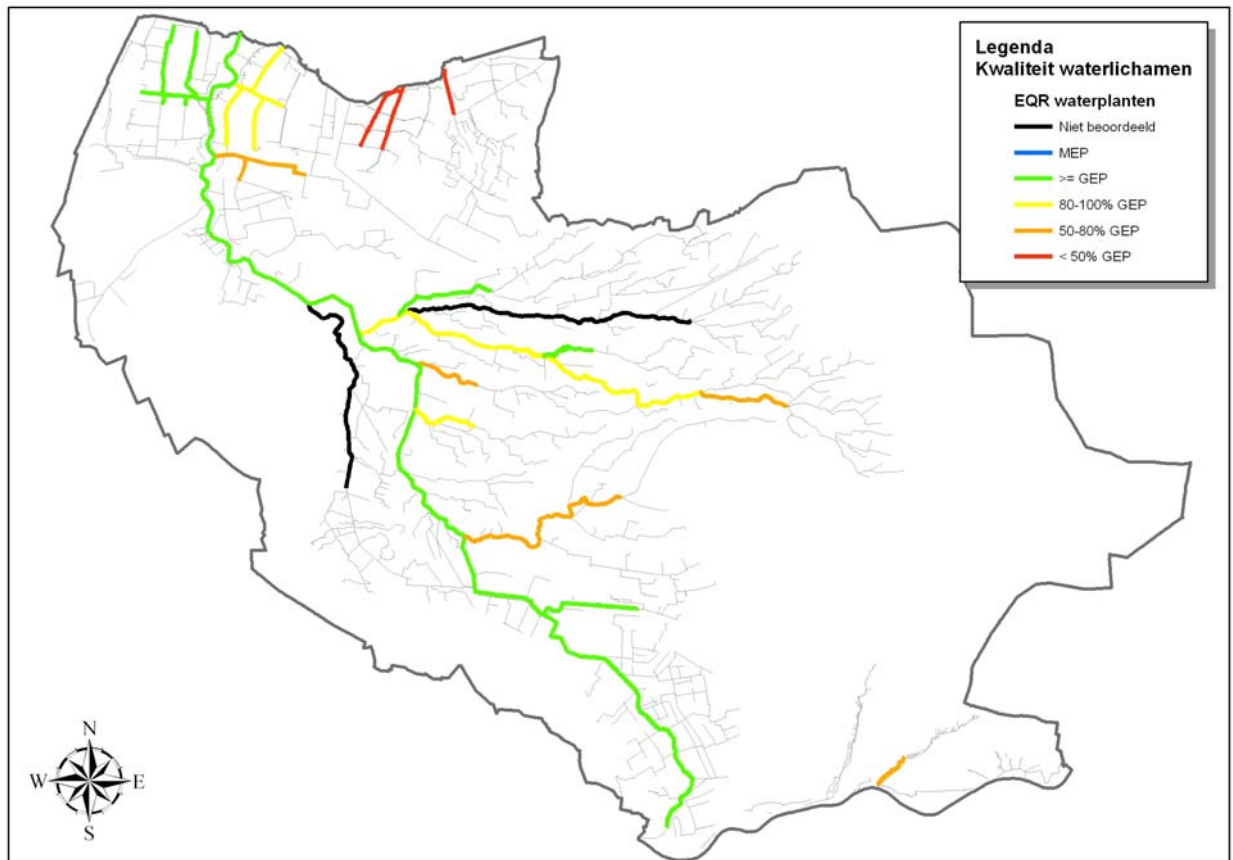 Legenda
Kwaliteit waterlichamen
EQR waterplanten
Niet beoordeeld
MEP
>= GEP
80-100% GEP
50-80% GEP
< 50% GEP
N
W E
S